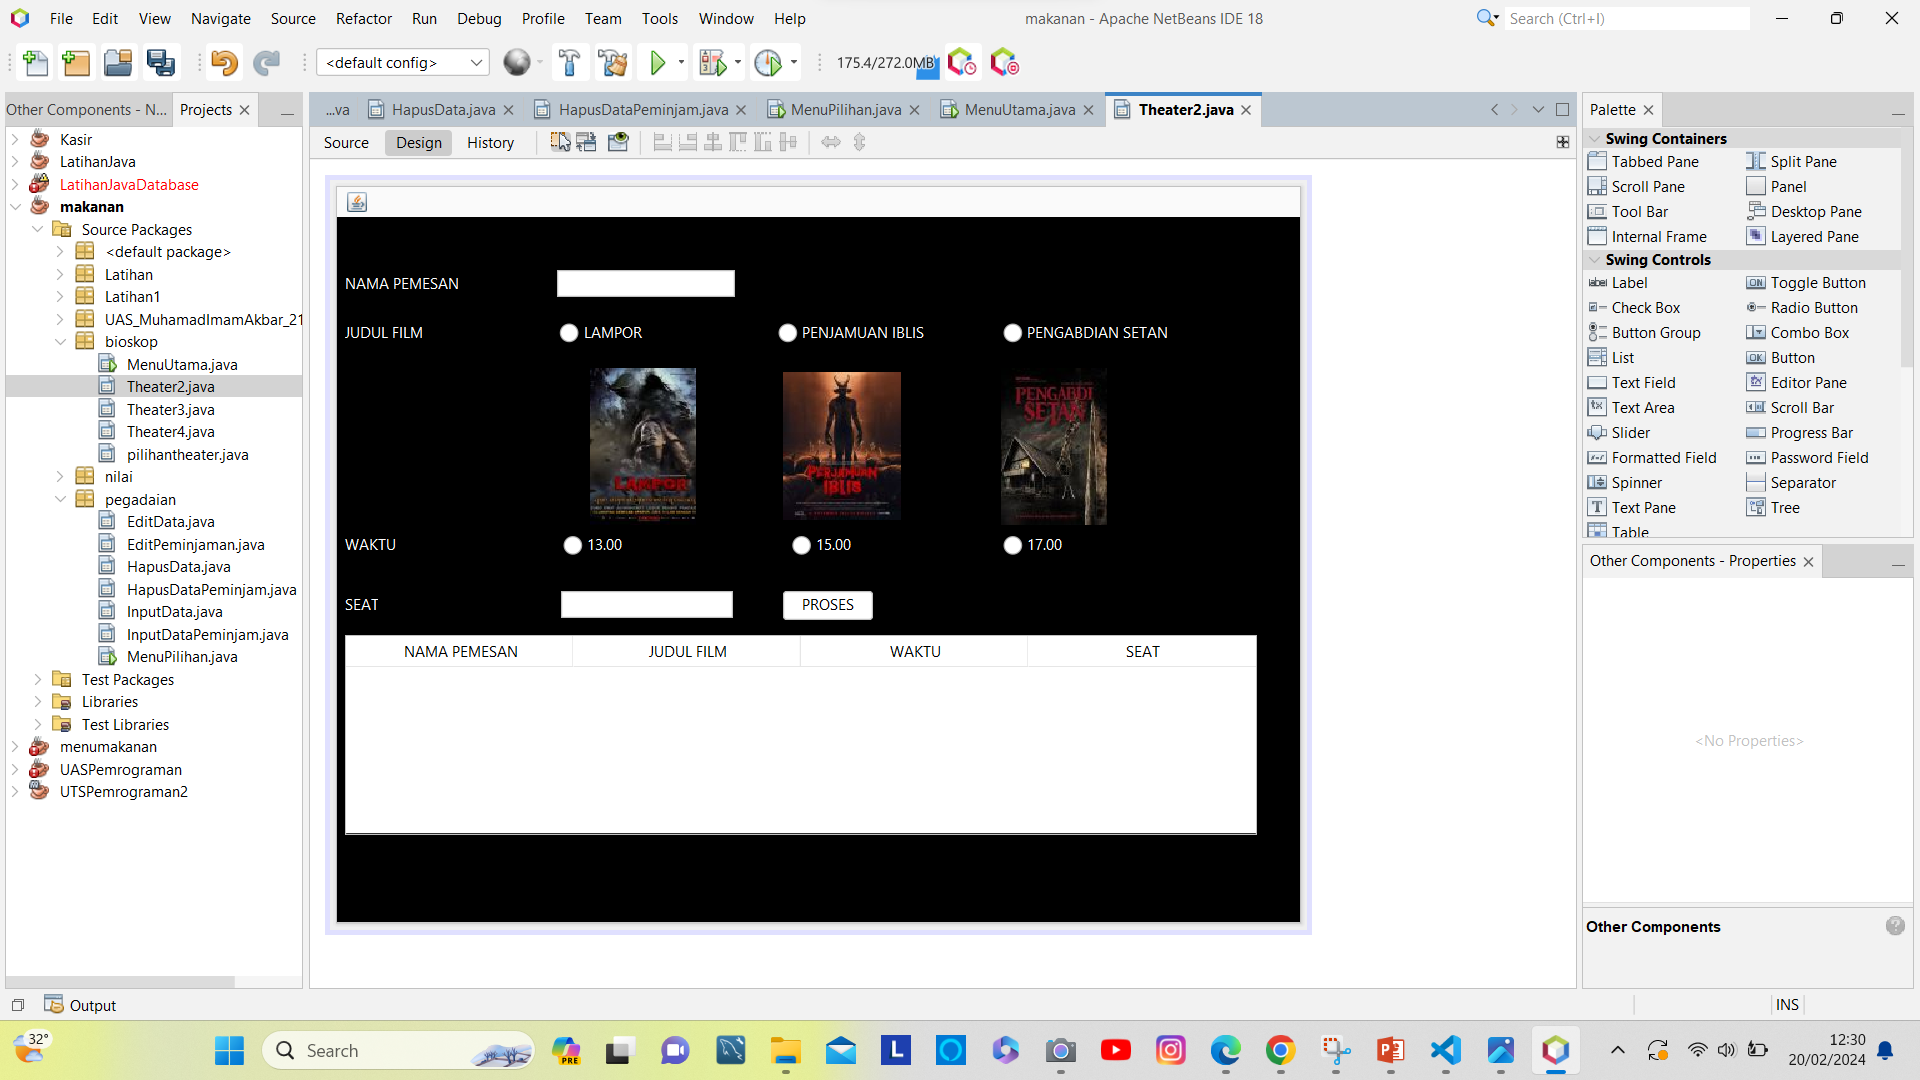 File Edit View Navigate Source Refactor Run Debug Profile Team Tools Window Help
makanan - Apache NetBeans IDE 18
Search (Ctrl+I)
<default config>
175.4/272.0MB
Other Components - N...
Projects
...va
HapusData.java
HapusDataPeminjam.java
MenuPilihan.java
MenuUtama.java
Theater2.java
Source Design History
Kasir
LatihanJava
LatihanJavaDatabase
makanan
Source Packages
<default package>
Latihan
Latihan1
UAS_MuhamadImamAkbar_21
bioskop
MenuUtama.java
Theater2.java
Theater3.java
Theater4.java
pilihantheater.java
nilai
pegadaian
EditData.java
EditPeminjaman.java
HapusData.java
HapusDataPeminjam.java
InputData.java
InputDataPeminjam.java
MenuPilihan.java
Test Packages
Libraries
Test Libraries
menumakanan
UASPemrograman
UTSPemrograman2
NAMA PEMESAN
JUDUL FILM
LAMPOR
PENJAMUAN IBLIS
PENGABDIAN SETAN
LAMPOR
PERJAMUAN
IBLIS
PENGABDI
SETAN
WAKTU
13.00
15.00
17.00
SEAT
PROSES
NAMA PEMESAN JUDUL FILM WAKTU SEAT
Palette
Swing Containers
Tabbed Pane Split Pane
Scroll Pane Panel
Tool Bar Desktop Pane
Internal Frame Layered Pane
Swing Controls
Label Toggle Button
Check Box Radio Button
Button Group Combo Box
List Button
Text Field Editor Pane
Text Area Scroll Bar
Slider Progress Bar
Formatted Field Password Field
Spinner Separator
Text Pane Tree
Table
Other Components - Properties
<No Properties>
Other Components
Output
INS
32°
Search
PRE
L
12:30
20/02/2024